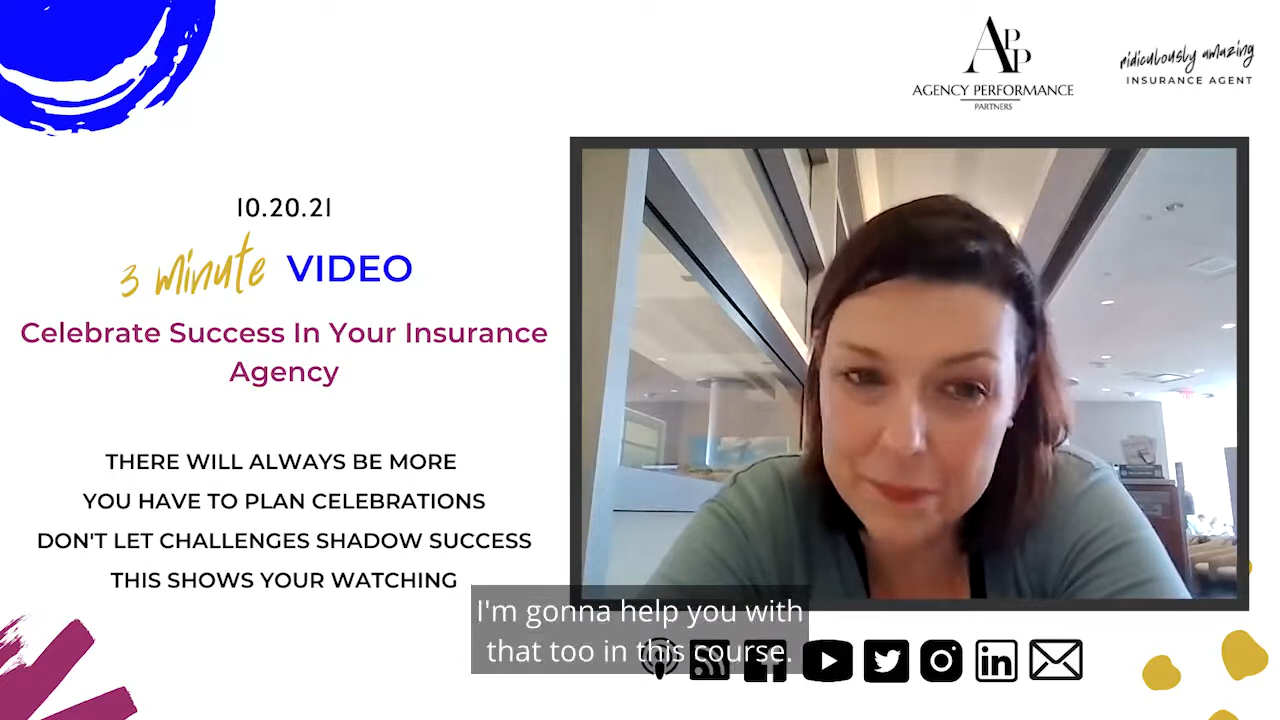 APP
AGENCY PERFORMANCE
PARTNERS
ridiculously amazing
INSURANCE AGENT
10.20.21
3 minute VIDEO
Celebrate Success In Your Insurance
Agency
THERE WILL ALWAYS BE MORE
YOU HAVE TO PLAN CELEBRATIONS
DON'T LET CHALLENGES SHADOW SUCCESS
THIS SHOWS YOUR WATCHING
I'm gonna help you with
that too in this course.
in